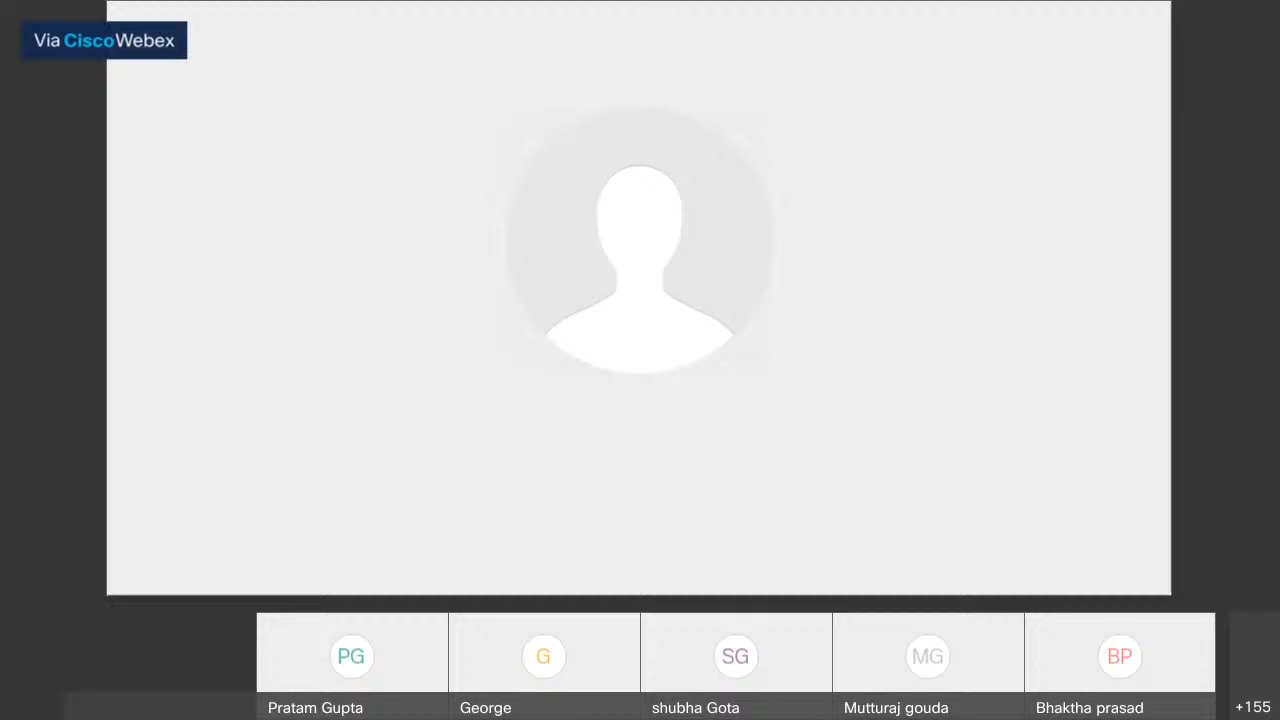 Via CiscoWebex
PG
G
SG
MG
BP
Pratam Gupta
George
shubha Gota
Mutturaj gouda
Bhaktha prasad
+155